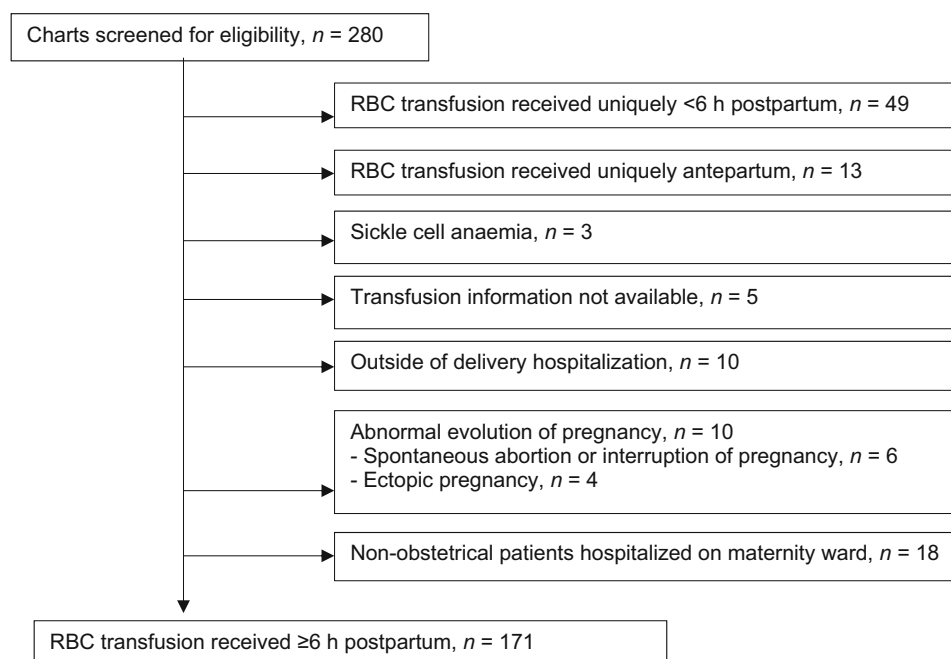 Charts screened for eligibility, n = 280
RBC transfusion received uniquely <6 h postpartum, n = 49
RBC transfusion received uniquely antepartum, n = 13
Sickle cell anaemia, n = 3
Transfusion information not available, n = 5
Outside of delivery hospitalization, n = 10
Abnormal evolution of pregnancy, n = 10
- Spontaneous abortion or interruption of pregnancy, n = 6
- Ectopic pregnancy, n = 4
Non-obstetrical patients hospitalized on maternity ward, n = 18
RBC transfusion received ≥6 h postpartum, n = 171